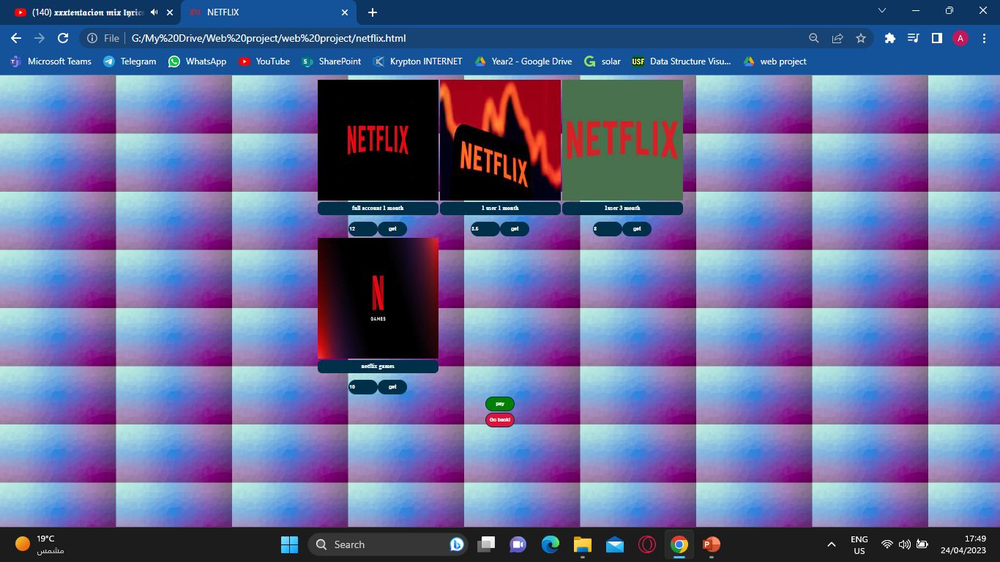 (140) 𝖝𝖝𝖝𝖙𝖊𝖓𝖙𝖆𝖈𝖎𝖔𝖓 𝖒𝖎𝖝 𝖑𝖞𝖗𝖎𝖈𝖘
NETFLIX
File
G:/My%20Drive/Web%20project/web%20project/netflix.html
A
Microsoft Teams
Telegram
WhatsApp
YouTube
SharePoint
Krypton INTERNET
Year2 - Google Drive
solar
USF
Data Structure Visu...
web project
NETFLIX
NETFLIX
NETFLIX
full account 1 month
1 user 1 month
1user 3 month
12
get
3.5
get
8
get
N
GAMES
netflix games
10
get
pay
Go back!
19°C
مشمس
Search
ENG
US
17:49
24/04/2023